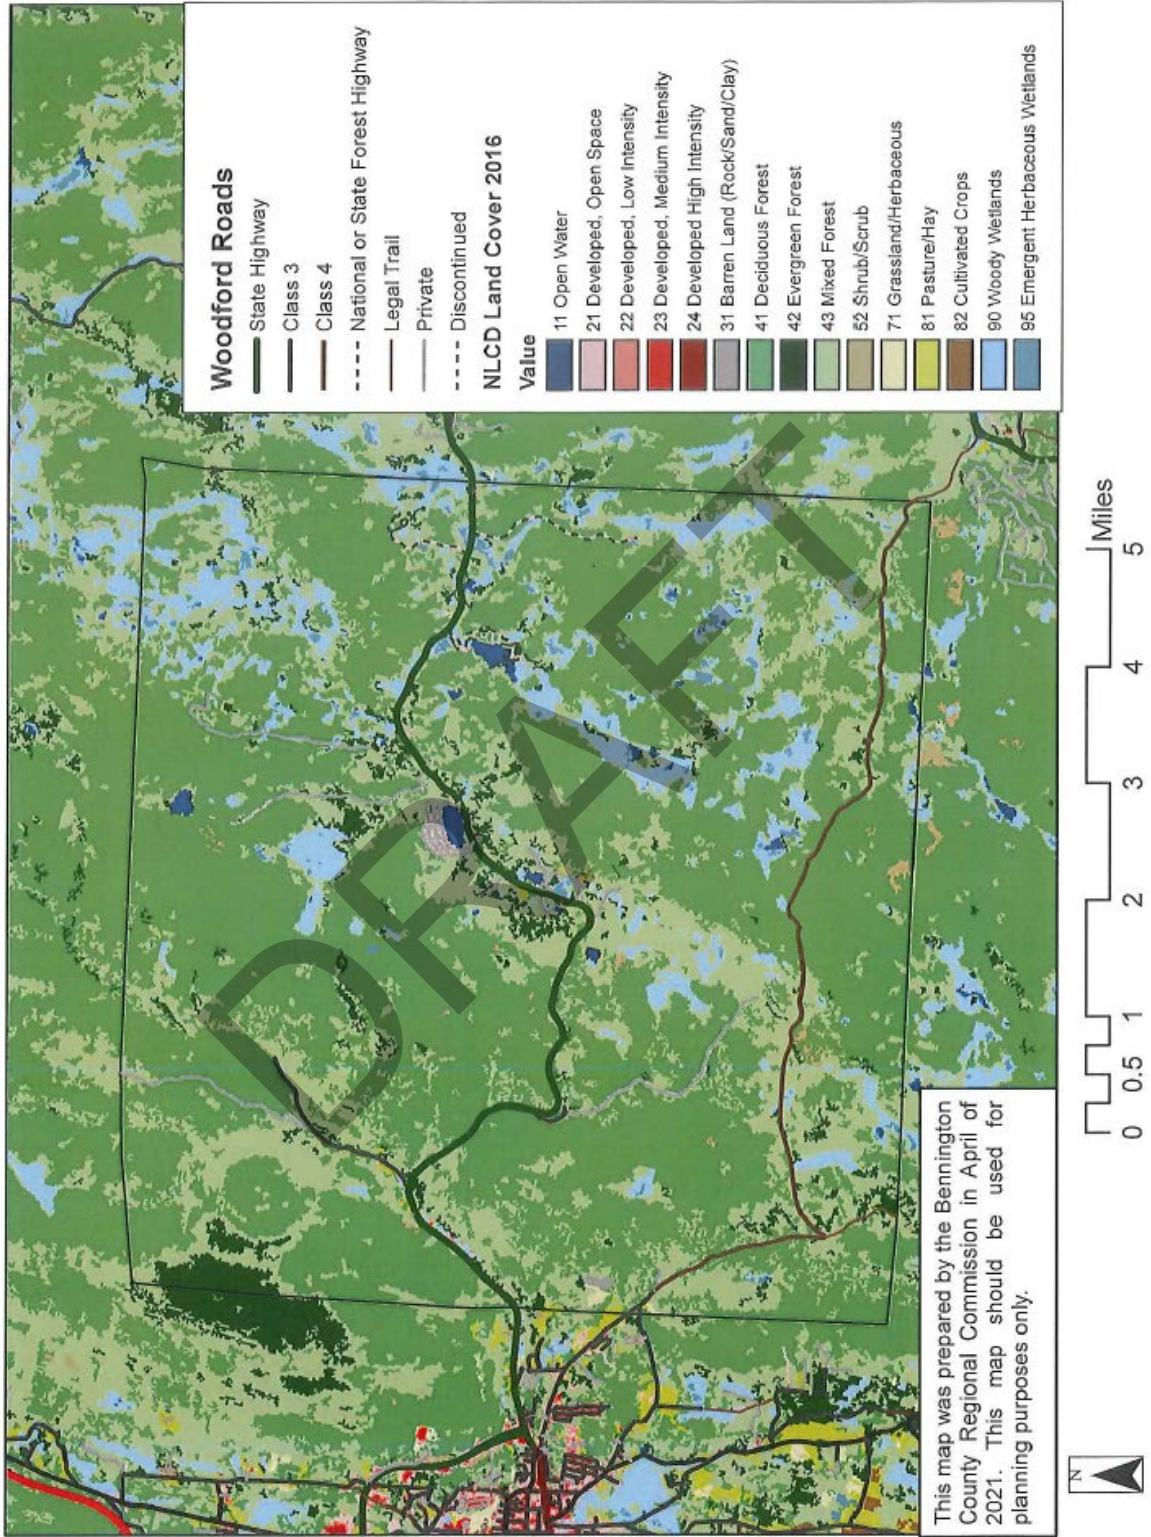 Woodford Roads
State Highway
Class 3
Class 4
National or State Forest Highway
Legal Trail
Private
Discontinued
NLCD Land Cover 2016
Value
11 Open Water
21 Developed, Open Space
22 Developed, Low Intensity
23 Developed, Medium Intensity
24 Developed High Intensity
31 Barren Land (Rock/Sand/Clay)
41 Deciduous Forest
42 Evergreen Forest
43 Mixed Forest
52 Shrub/Scrub
71 Grassland/Herbaceous
81 Pasture/Hay
82 Cultivated Crops
90 Woody Wetlands
95 Emergent Herbaceous Wetlands
DRAFT
This map was prepared by the Bennington
County Regional Commission in April of
2021. This map should be used for
planning purposes only.
N
0 0.5 1 2 3 4 5
Miles